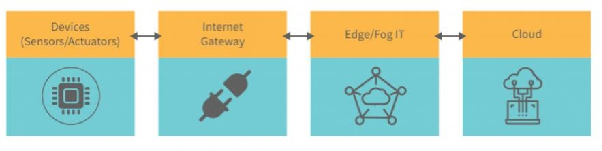 Devices
(Sensors/Actuators)
Internet
Gateway
Edge/Fog IT
Cloud